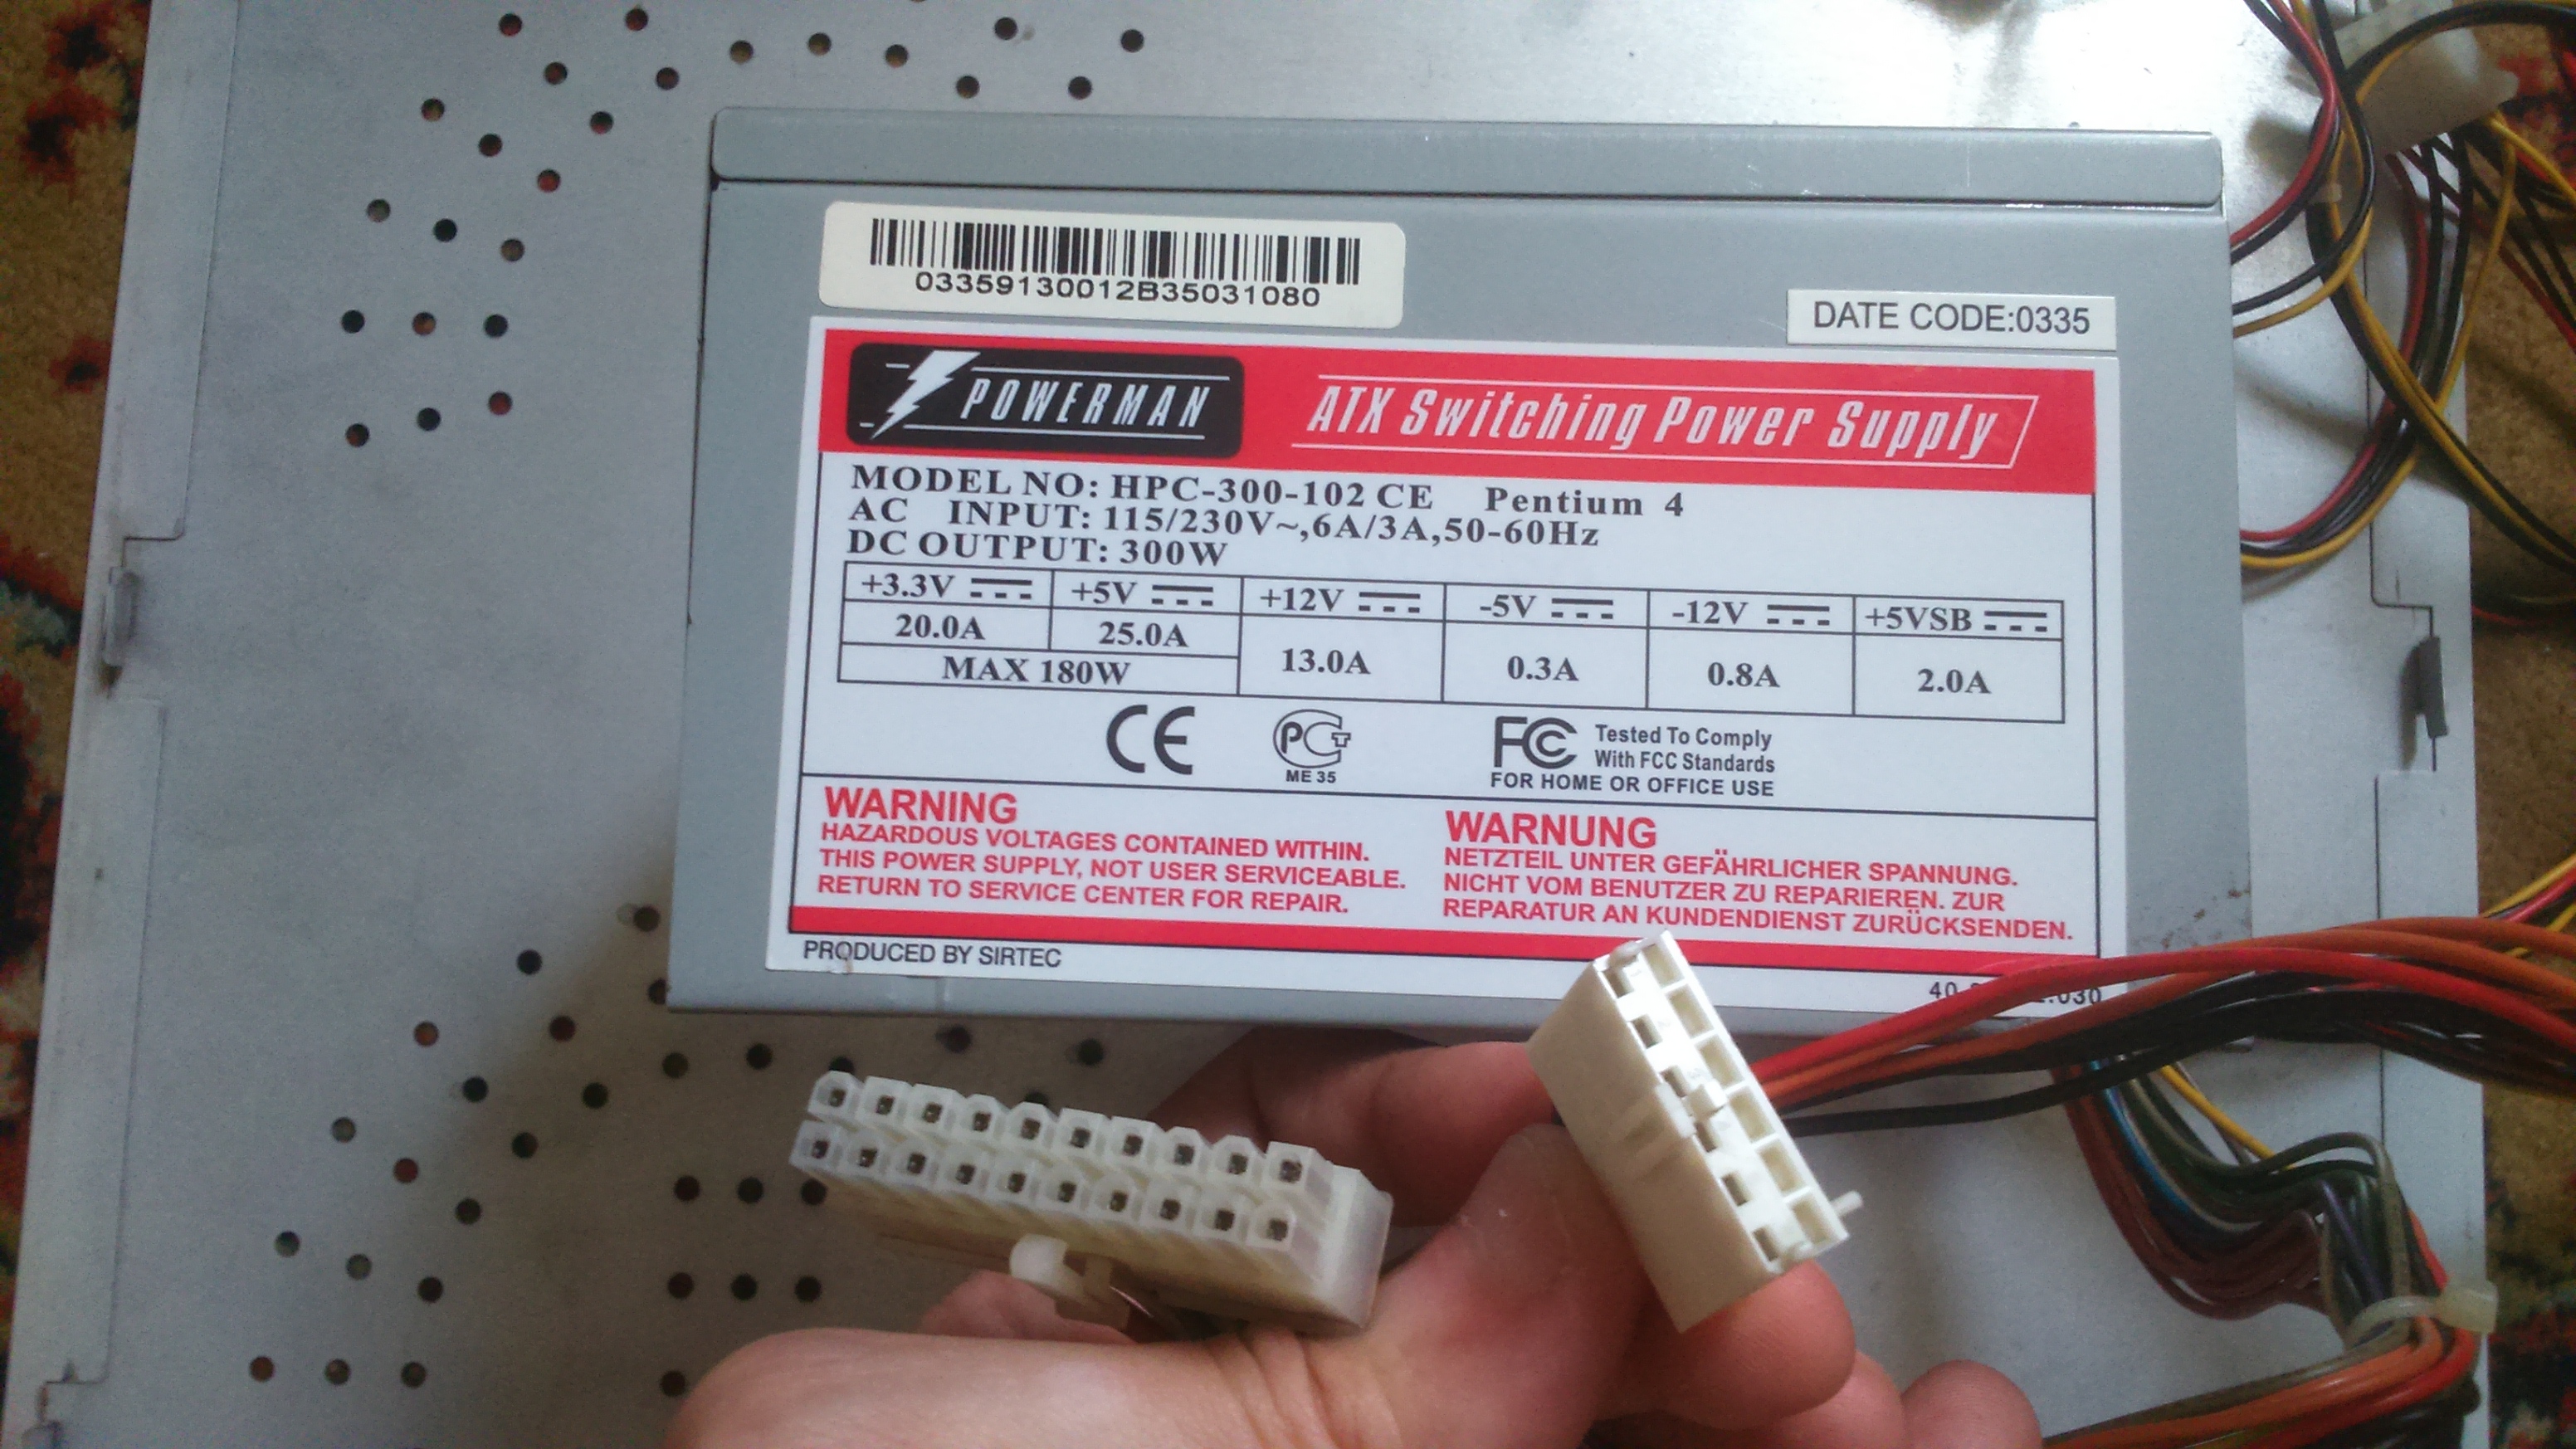 03359130012B35031080
DATE CODE:0335
POWERMAN
ATX Switching Power Supply
MODEL NO: HPC-300-102 CE Pentium 4
AC INPUT: 115/230V~,6A/3A,50-60Hz
DC OUTPUT: 300W
+3.3V +5V +12V -5V -12V +5VSB
20.0A 25.0A 13.0A 0.3A 0.8A 2.0A
MAX 180W
CE
PCT
ME 35
FC Tested To Comply
With FCC Standards
FOR HOME OR OFFICE USE
WARNING
HAZARDOUS VOLTAGES CONTAINED WITHIN.
THIS POWER SUPPLY, NOT USER SERVICEABLE.
RETURN TO SERVICE CENTER FOR REPAIR.
WARNUNG
NETZTEIL UNTER GEFÄHRLICHER SPANNUNG.
NICHT VOM BENUTZER ZU REPARIEREN. ZUR
REPARATUR AN KUNDENDIENST ZURÜCKSENDEN.
PRODUCED BY SIRTEC